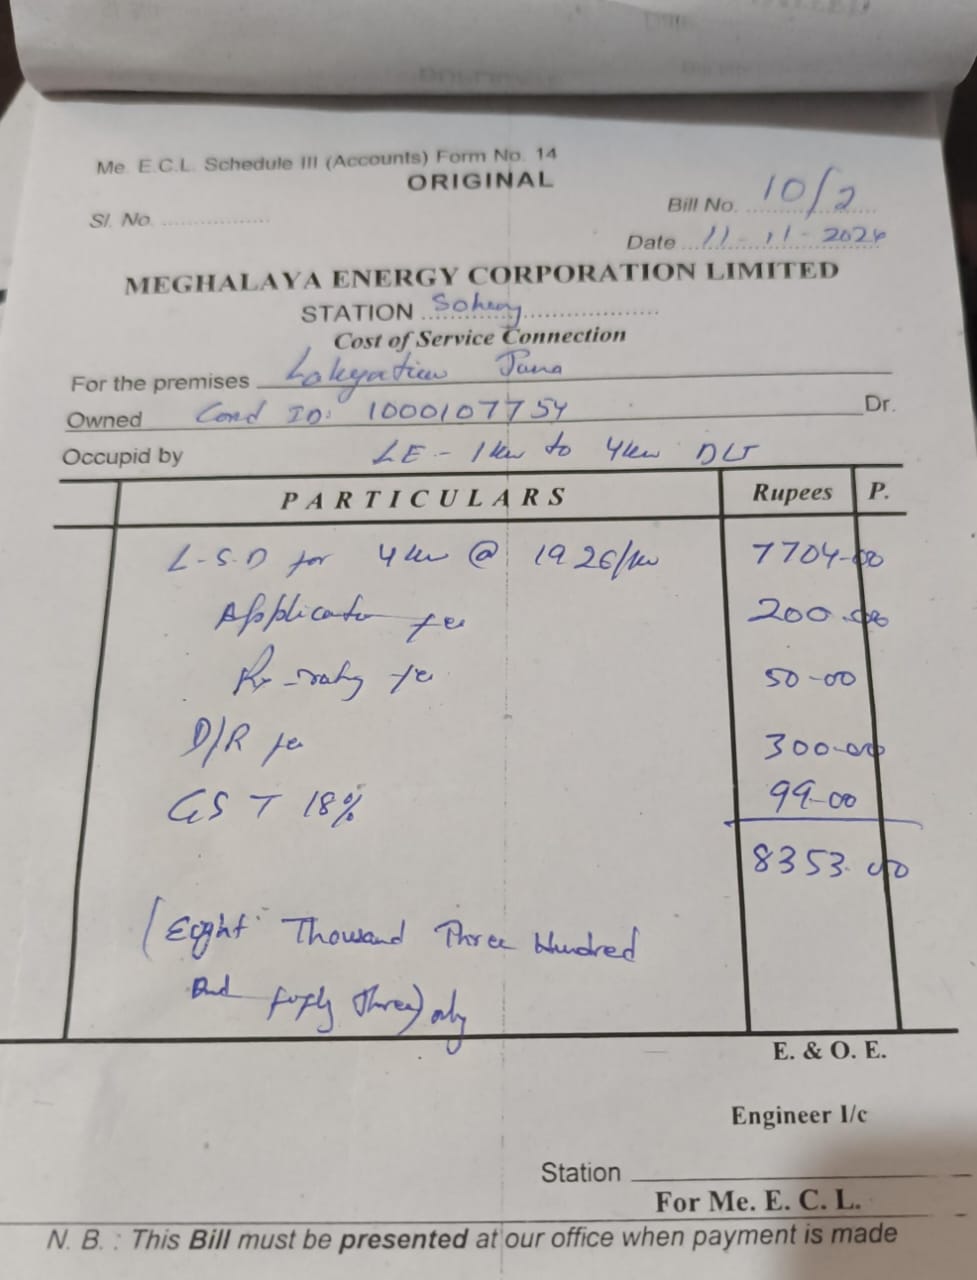 Me. E.C.L. Schedule III (Accounts) Form No. 14
ORIGINAL
Sl. No. ....................
Bill No. 10/2
Date 11-11-2024
MEGHALAYA ENERGY CORPORATION LIMITED
STATION
Cost of Service Connection
For the premises
Owned ID: 1000107754 Dr.
Occupid by LE - 1kw to 4kw DLT
PARTICULARS Rupees P.
L-S.D for 4kw @ 1926/kw 7704-00
Application fee 200.00
fee 50-00
D/R fee 300-00
GST 18% 99-00
8353.00
(Eight Thousand Three Hundred
And fifty three) only
E. & O. E.
Engineer I/c
Station
For Me. E. C. L.
N. B. : This Bill must be presented at our office when payment is made